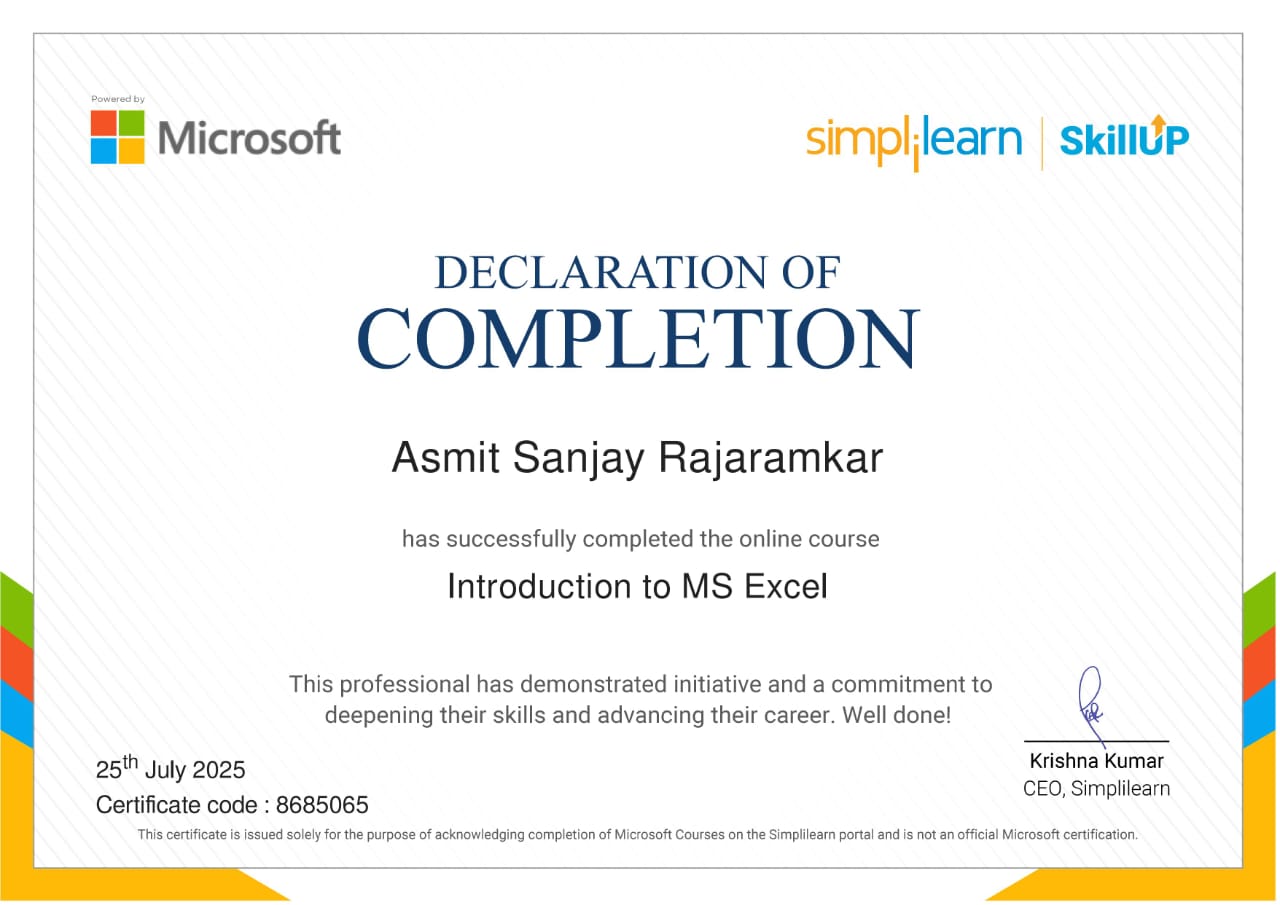 Powered by
Microsoft
simplilearn | SkillUP
DECLARATION OF
COMPLETION
Asmit Sanjay Rajaramkar
has successfully completed the online course
Introduction to MS Excel
This professional has demonstrated initiative and a commitment to
deepening their skills and advancing their career. Well done!
25th July 2025
Certificate code : 8685065
Krishna Kumar
CEO, Simplilearn
This certificate is issued solely for the purpose of acknowledging completion of Microsoft Courses on the Simplilearn portal and is not an official Microsoft certification.